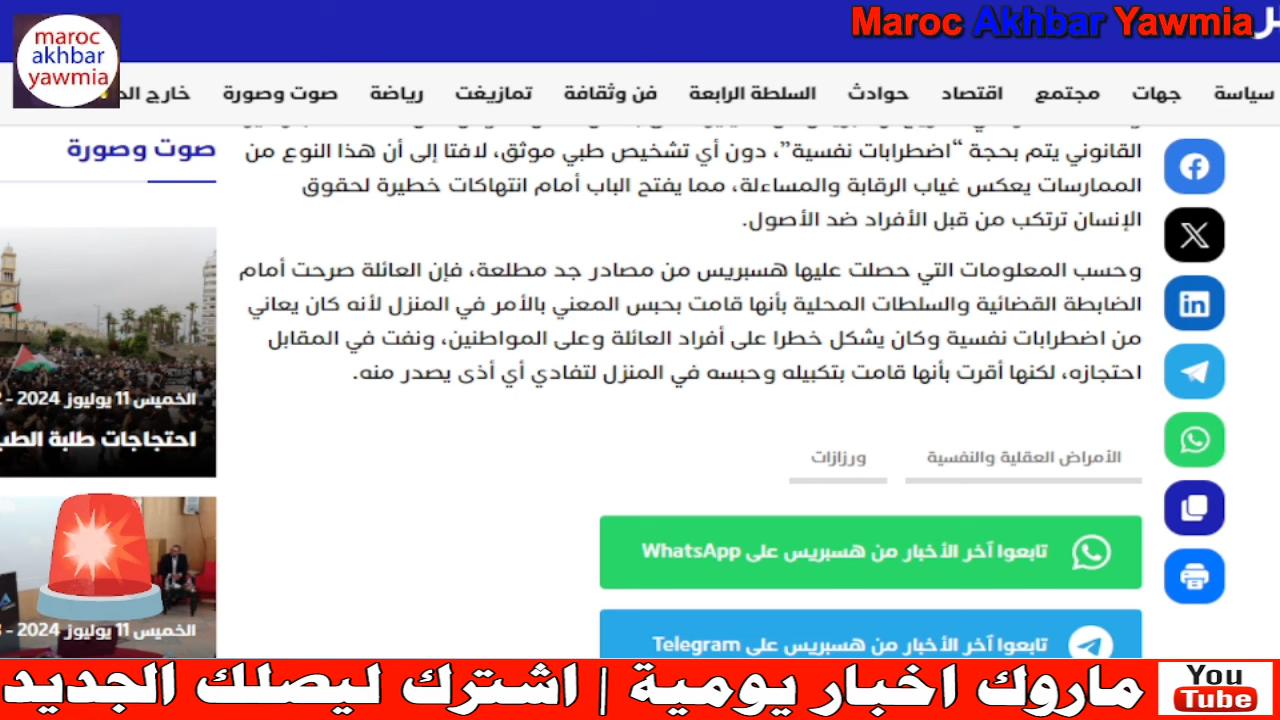 Maroc Akhbar Yawmia
maroc
akhbar
yawmia
سياسة
جهات
مجتمع
اقتصاد
حوادث
السلطة الرابعة
فن وثقافة
تمازيغت
رياضة
صوت وصورة
خارج
القانوني يتم بحجة “اضطرابات نفسية”، دون أي تشخيص طبي موثق، لافتا إلى أن هذا النوع من
الممارسات يعكس غياب الرقابة والمساءلة، مما يفتح الباب أمام انتهاكات خطيرة لحقوق
الإنسان ترتكب من قبل الأفراد ضد الأصول.
وحسب المعلومات التي حصلت عليها هسبريس من مصادر جد مطلعة، فإن العائلة صرحت أمام
الضابطة القضائية والسلطات المحلية بأنها قامت بحبس المعني بالأمر في المنزل لأنه كان يعاني
من اضطرابات نفسية وكان يشكل خطرا على أفراد العائلة وعلى المواطنين، ونفت في المقابل
احتجازه، لكنها أقرت بأنها قامت بتكبيله وحبسه في المنزل لتفادي أي أذى يصدر منه.
الأمراض العقلية والنفسية
ورزازات
تابعوا آخر الأخبار من هسبريس على WhatsApp
تابعوا آخر الأخبار من هسبريس على Telegram
صوت وصورة
الخميس 11 يوليوز 2024 -
احتجاجات طلبة
الخميس 11 يوليوز 2024 -
ماروك اخبار يومية | اشترك ليصلك الجديد
You
Tube